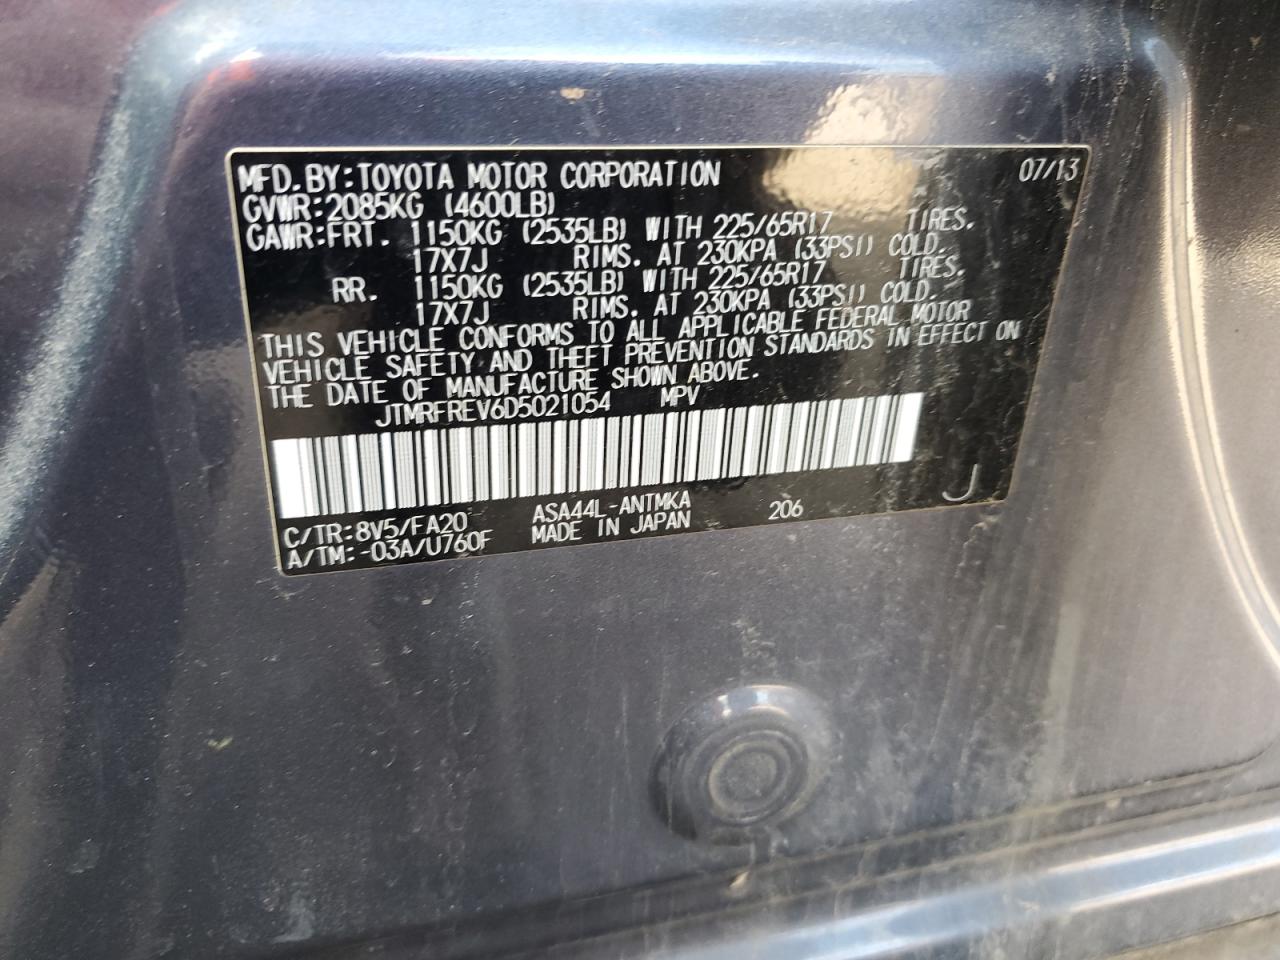 MFD.BY:TOYOTA MOTOR CORPORATION 07/13
GVWR:2085KG (4600LB)
GAWR:FRT. 1150KG (2535LB) WITH 225/65R17 TIRES.
17X7J RIMS. AT 230KPA (33PSI) COLD.
RR. 1150KG (2535LB) WITH 225/65R17 TIRES.
17X7J RIMS. AT 230KPA (33PSI) COLD.
THIS VEHICLE CONFORMS TO ALL APPLICABLE FEDERAL MOTOR
VEHICLE SAFETY AND THEFT PREVENTION STANDARDS IN EFFECT ON
THE DATE OF MANUFACTURE SHOWN ABOVE.
JTMRFREV6D5021054 MPV
C/TR:8V5/FA20 ASA44L-ANTMKA 206 J
A/TM:-03A/U760F MADE IN JAPAN